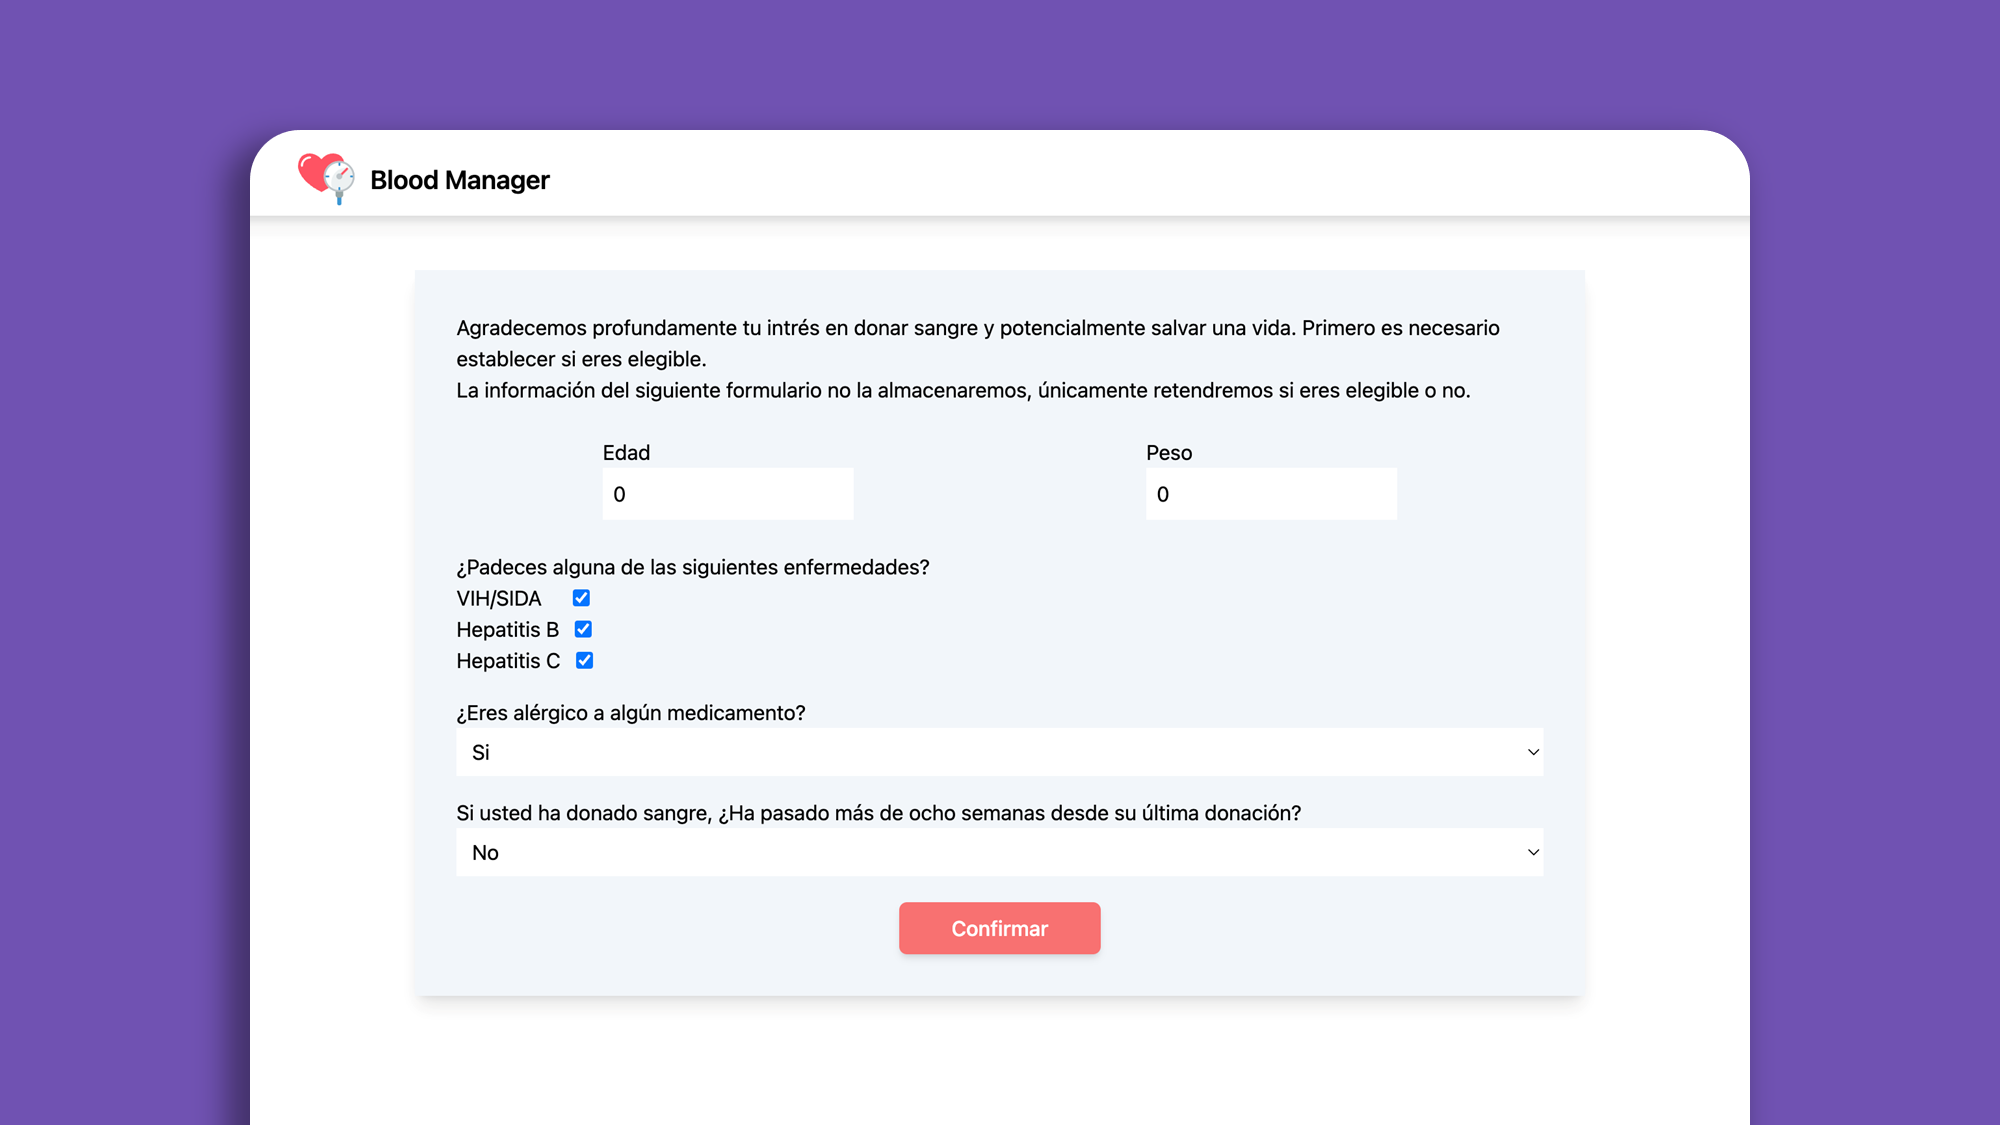 Blood Manager
Agradecemos profundamente tu intrés en donar sangre y potencialmente salvar una vida. Primero es necesario
establecer si eres elegible.
La información del siguiente formulario no la almacenaremos, únicamente retendremos si eres elegible o no.
Edad Peso
0 0
¿Padeces alguna de las siguientes enfermedades?
VIH/SIDA
Hepatitis B
Hepatitis C
¿Eres alérgico a algún medicamento?
Si
Si usted ha donado sangre, ¿Ha pasado más de ocho semanas desde su última donación?
No
Confirmar